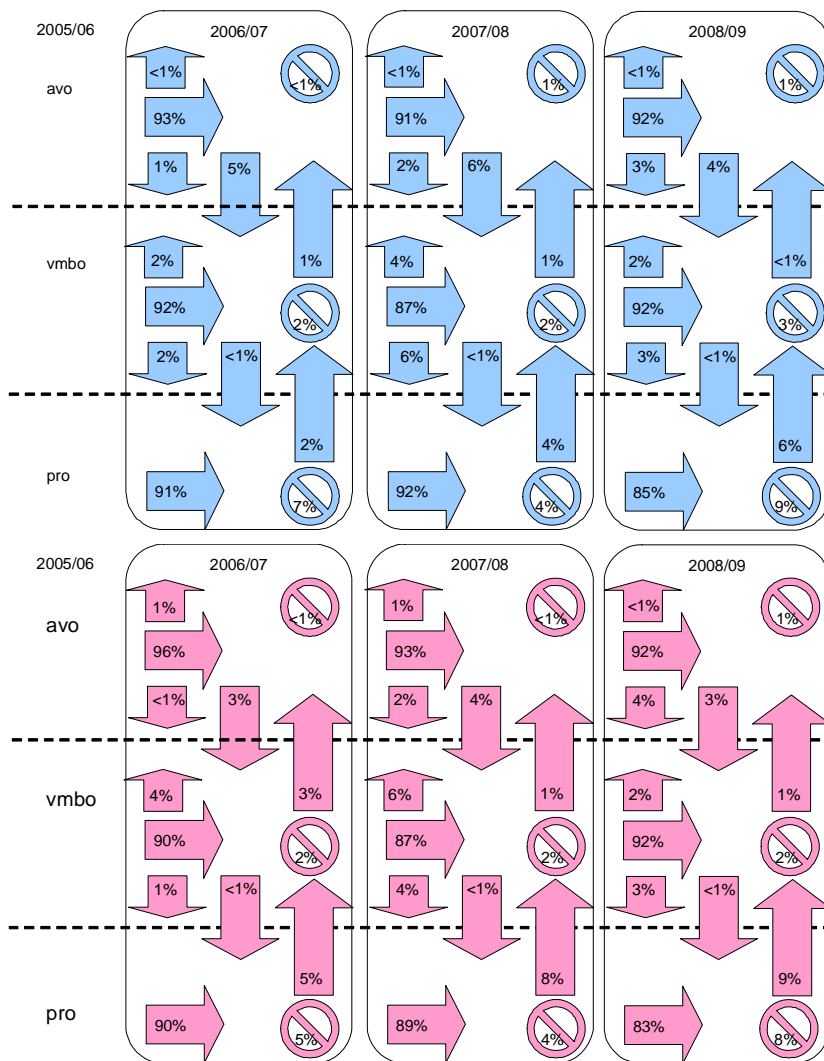 2005/06 2006/07 2007/08 2008/09
<1% <1% <1% 1% <1% 1%
avo
93% 91% 92%
1% 5% 2% 6% 3% 4%
vmbo 2% 1% 4% 1% 2% <1%
92% 2% 87% 2% 92% 3%
2% <1% 6% <1% 3% <1%
2% 4% 6%
pro 91% 7% 92% 4% 85% 9%
2005/06 2006/07 2007/08 2008/09
1% <1% 1% <1% <1% 1%
avo
96% 93% 92%
<1% 3% 2% 4% 4% 3%
vmbo 4% 3% 6% 1% 2% 1%
90% 2% 87% 2% 92% 2%
1% <1% 4% <1% 3% <1%
5% 8% 9%
pro 90% 5% 89% 4% 83% 8%